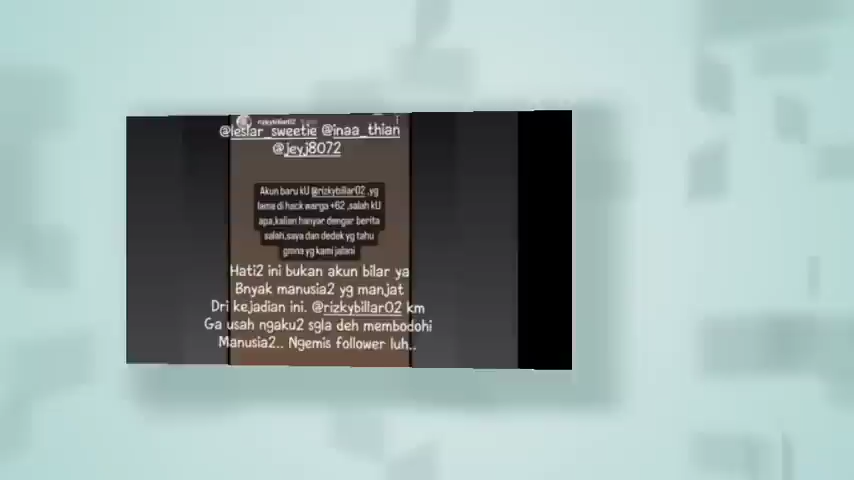 rizkybillar02
@leslar_sweetie @inaa_thian
@jeyj8072
Akun baru kU @rizkybillar02 ,yg
lama di hack warga +62 ,salah kU
apa,kalian hanyar dengar berita
salah,saya dan dedek yg tahu
gmna yg kami jalani
Hati2 ini bukan akun bilar ya
Bnyak manusia2 yg manjat
Dri kejadian ini. @rizkybillar02 km
Ga usah ngaku2 sgla deh membodohi
Manusia2.. Ngemis follower luh..